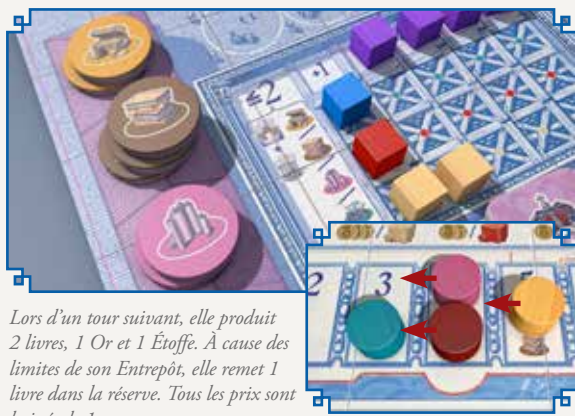 ≤2
+1
2
3
Lors d'un tour suivant, elle produit
2 livres, 1 Or et 1 Étoffe. À cause des
limites de son Entrepôt, elle remet 1
livre dans la réserve. Tous les prix sont